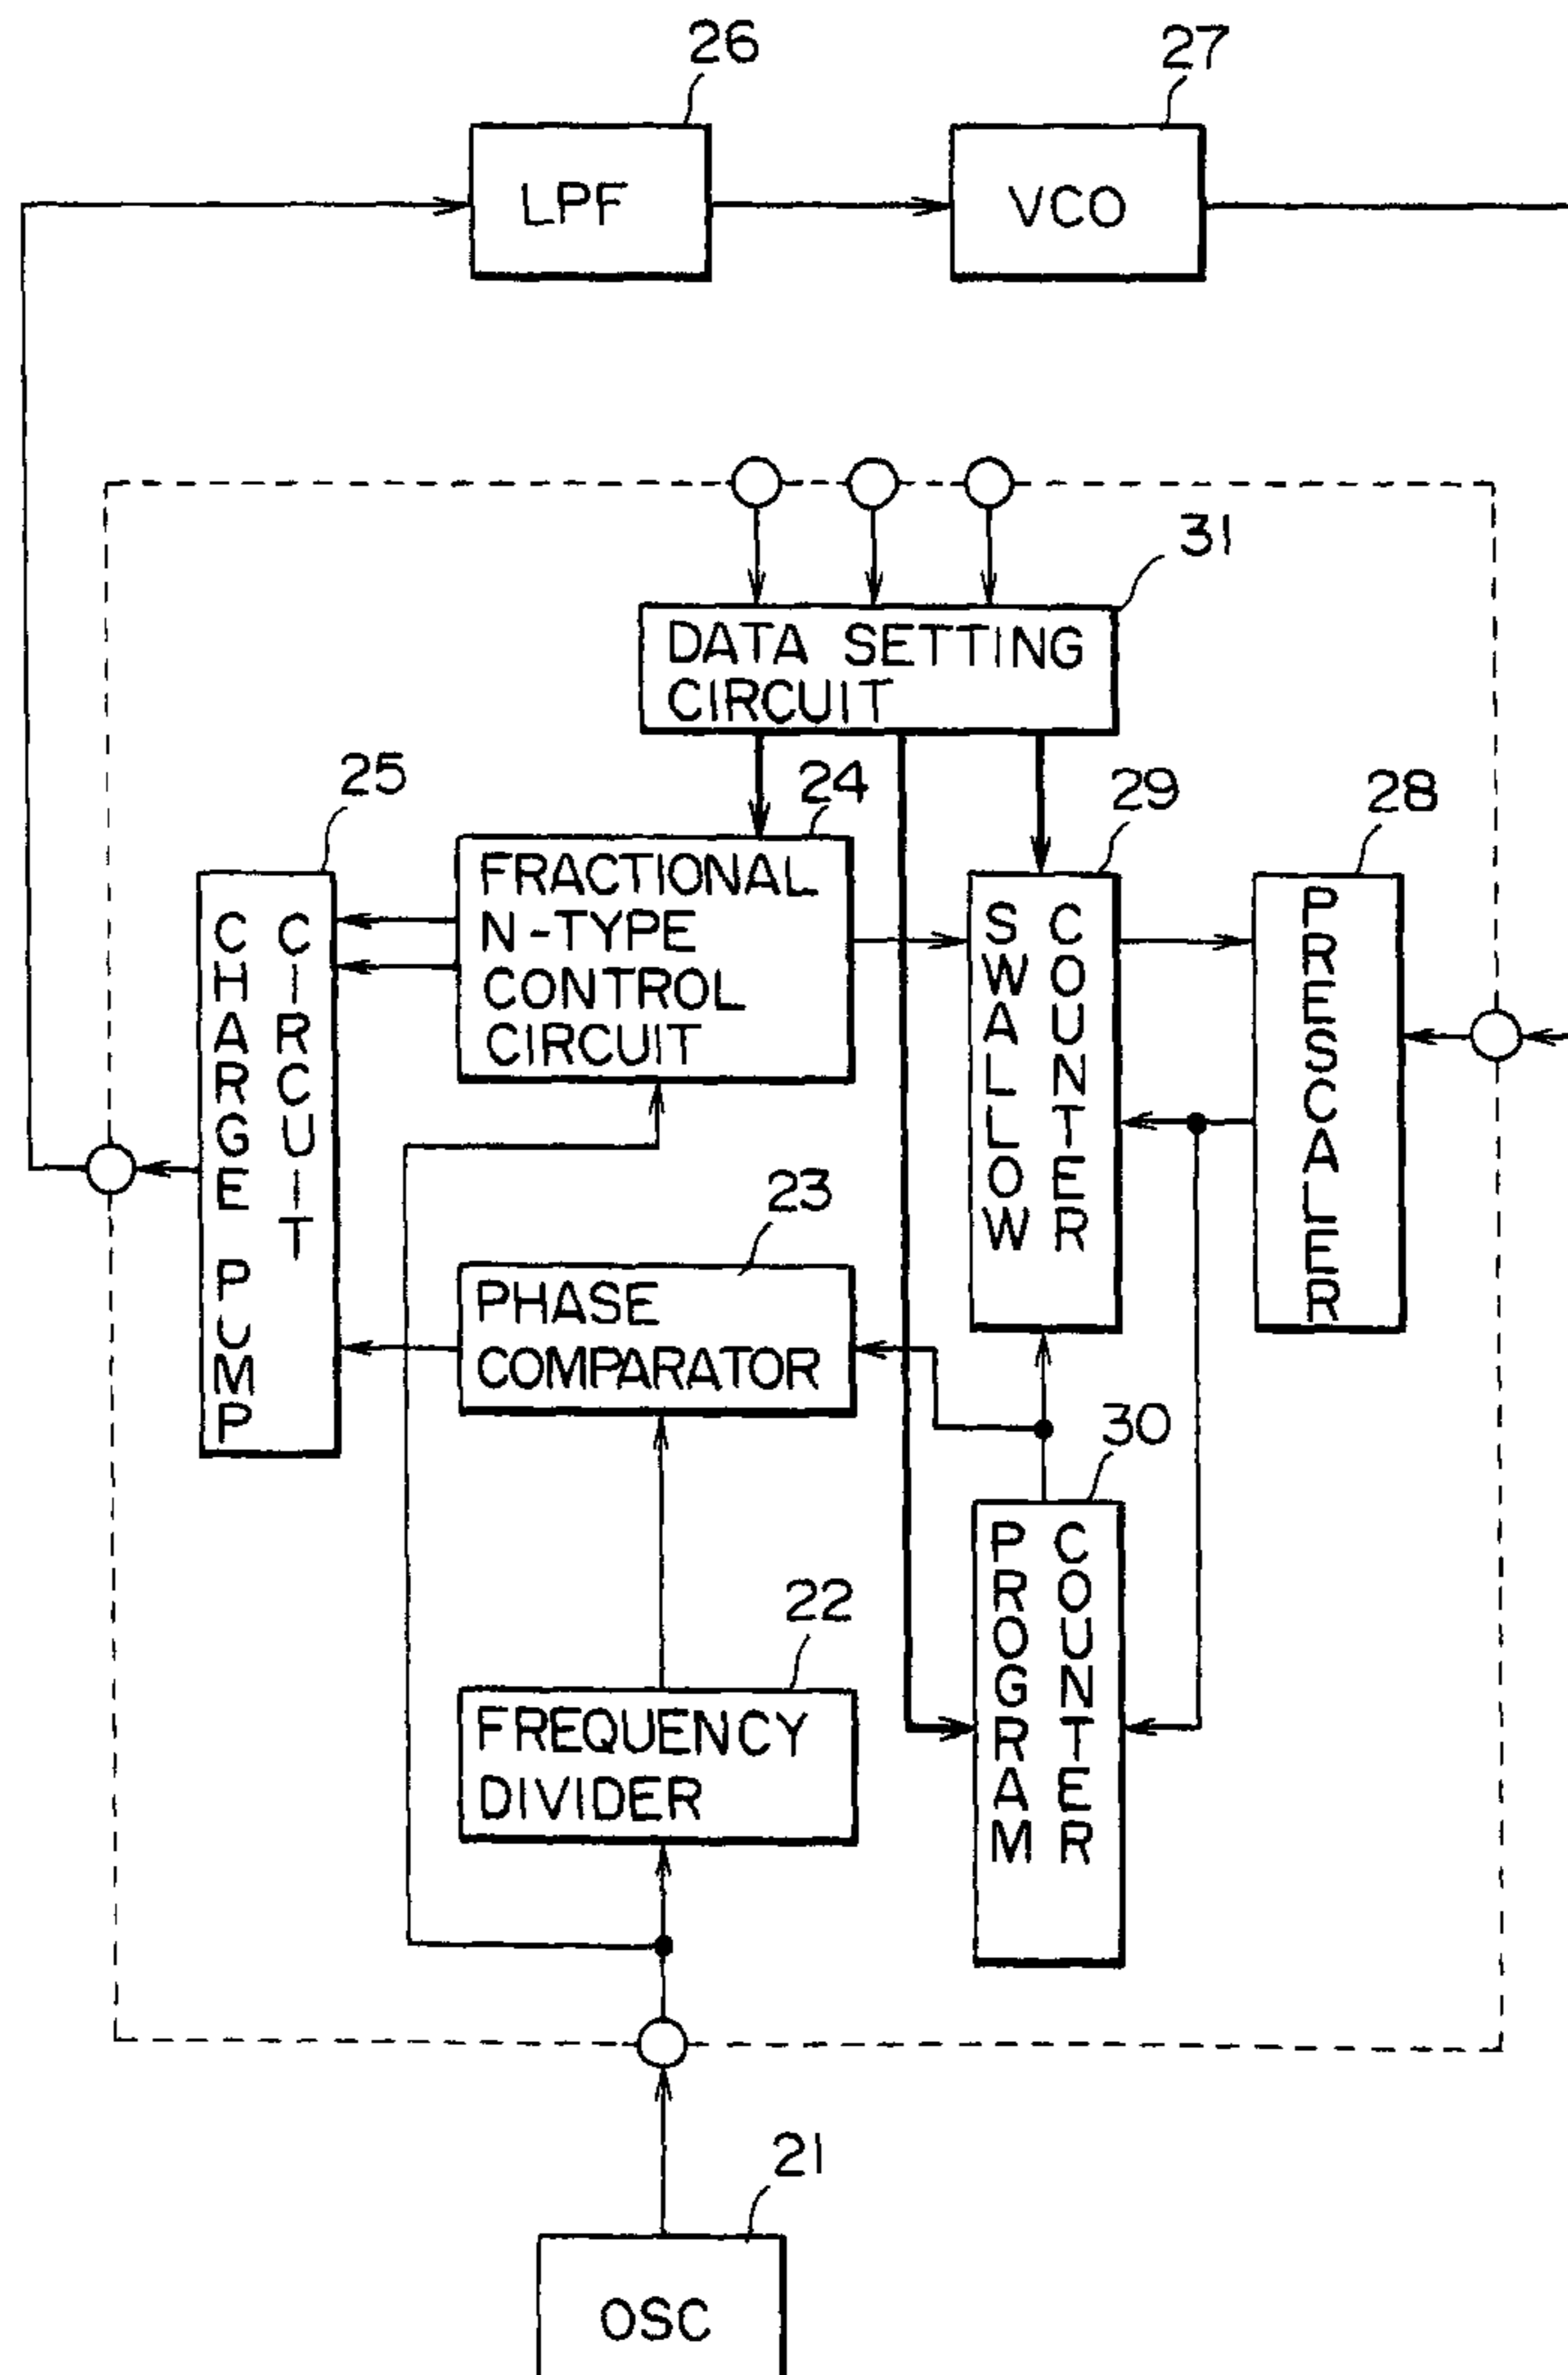 26
27
LPF
VCO
31
DATA SETTING
CIRCUIT
25
24
29
28
FRACTIONAL
N-TYPE
CONTROL
CIRCUIT
CHARGE PUMP
CIRCUIT
SWALLOW
COUNTER
PRESCALER
23
PHASE
COMPARATOR
30
PROGRAM
COUNTER
22
FREQUENCY
DIVIDER
21
OSC